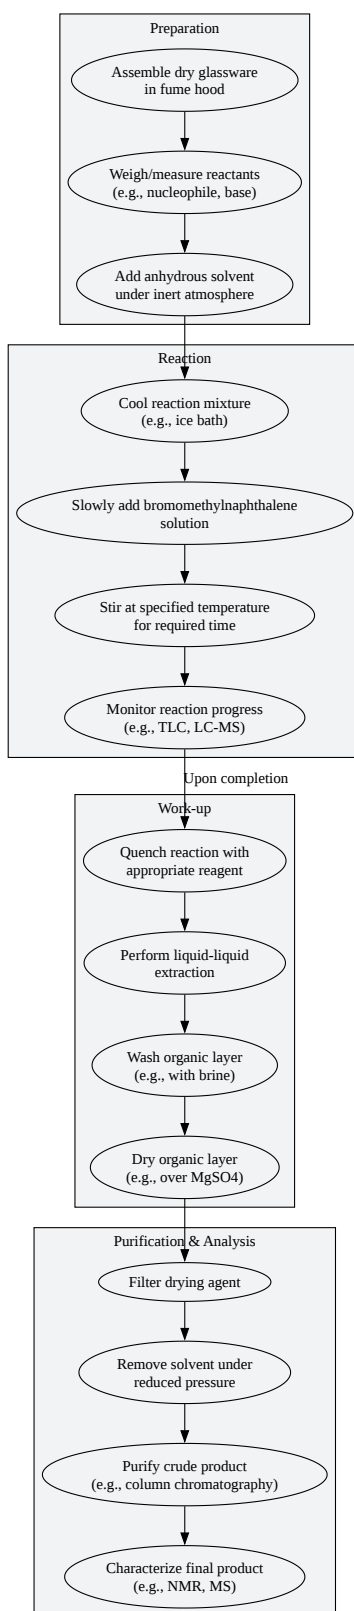 Preparation
Assemble dry glassware
in fume hood
Weigh/measure reactants
(e.g., nucleophile, base)
Add anhydrous solvent
under inert atmosphere
Reaction
Cool reaction mixture
(e.g., ice bath)
Slowly add bromomethylnaphthalene
solution
Stir at specified temperature
for required time
Monitor reaction progress
(e.g., TLC, LC-MS)
Upon completion
Work-up
Quench reaction with
appropriate reagent
Perform liquid-liquid
extraction
Wash organic layer
(e.g., with brine)
Dry organic layer
(e.g., over MgSO4)
Purification & Analysis
Filter drying agent
Remove solvent under
reduced pressure
Purify crude product
(e.g., column chromatography)
Characterize final product
(e.g., NMR, MS)